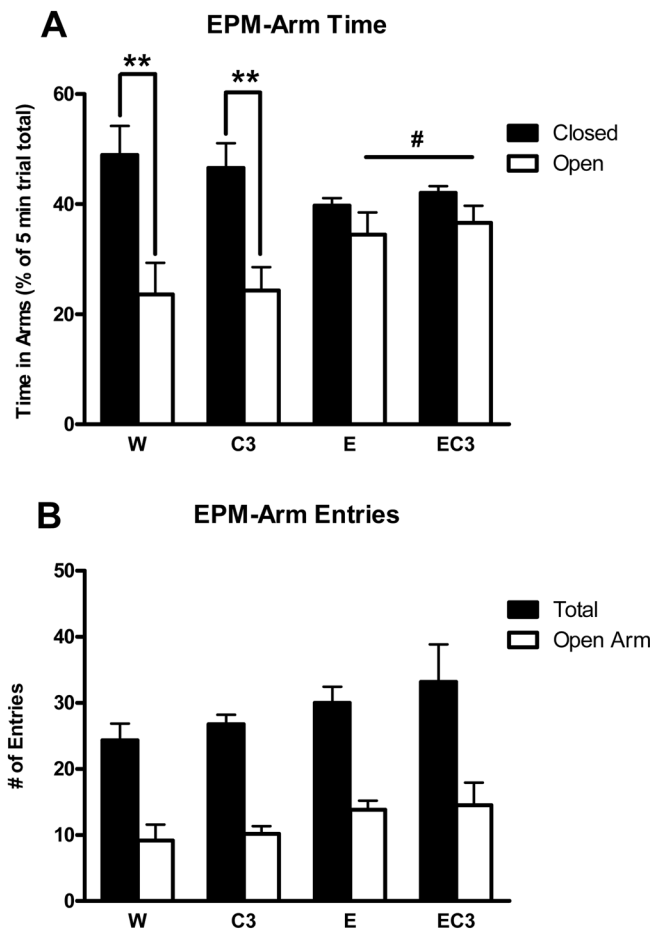 A
EPM-Arm Time
**
**
#
Closed
Open
Time in Arms (% of 5 min trial total)
60
40
20
0
W
C3
E
EC3
B
EPM-Arm Entries
Total
Open Arm
# of Entries
50
40
30
20
10
0
W
C3
E
EC3